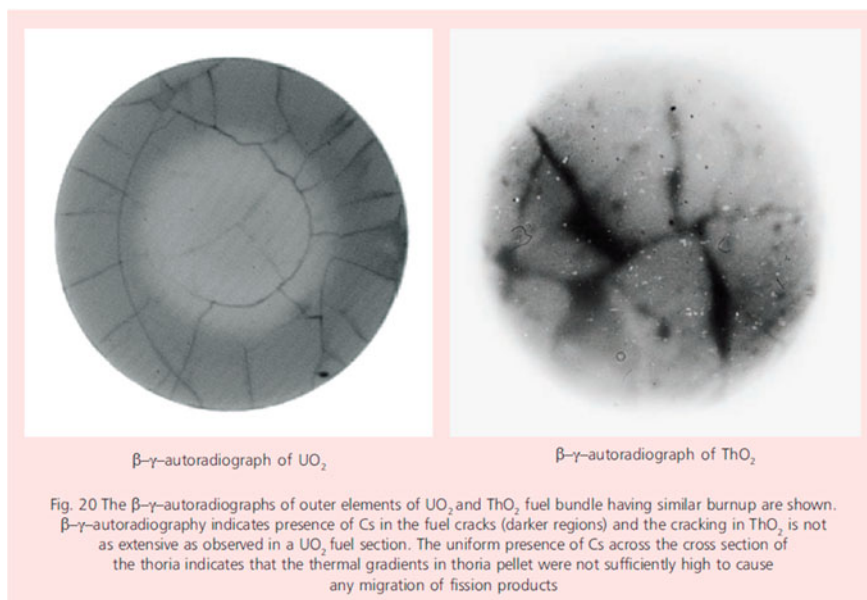 β–γ–autoradiograph of UO₂
β–γ–autoradiograph of ThO₂
Fig. 20 The β–γ–autoradiographs of outer elements of UO₂ and ThO₂ fuel bundle having similar burnup are shown.
β–γ–autoradiography indicates presence of Cs in the fuel cracks (darker regions) and the cracking in ThO₂ is not
as extensive as observed in a UO₂ fuel section. The uniform presence of Cs across the cross section of
the thoria indicates that the thermal gradients in thoria pellet were not sufficiently high to cause
any migration of fission products